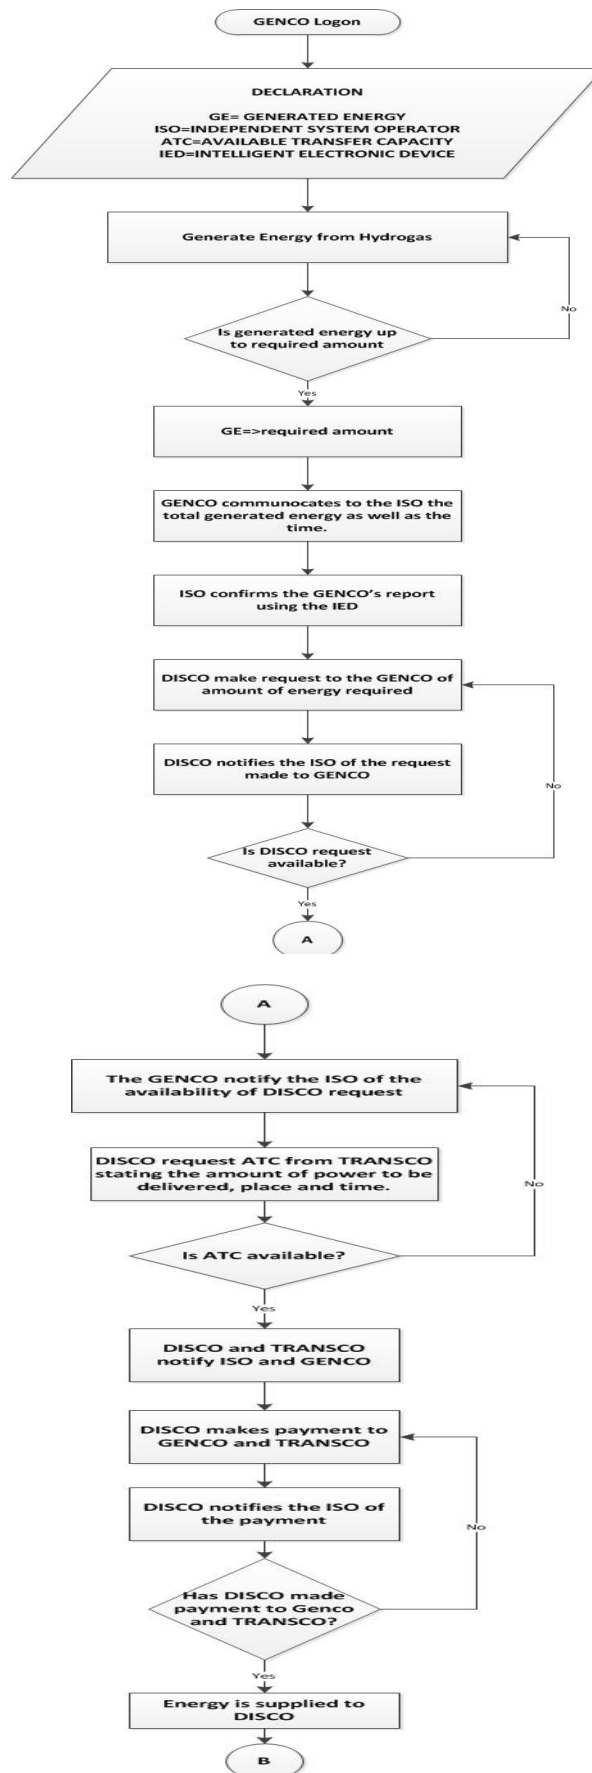 GENCO Logon
DECLARATION
GE= GENERATED ENERGY
ISO=INDEPENDENT SYSTEM OPERATOR
ATC=AVAILABLE TRANSFER CAPACITY
IED=INTELLIGENT ELECTRONIC DEVICE
Generate Energy from Hydrogas
No
Is generated energy up
to required amount
Yes
GE=>required amount
GENCO communocates to the ISO the
total generated energy as well as the
time.
ISO confirms the GENCO's report
using the IED
DISCO make request to the GENCO of
amount of energy required
DISCO notifies the ISO of the request
made to GENCO
No
Is DISCO request
available?
Yes
A
A
The GENCO notify the ISO of the
availability of DISCO request
DISCO request ATC from TRANSCO
stating the amount of power to be
delivered, place and time.
No
Is ATC available?
Yes
DISCO and TRANSCO
notify ISO and GENCO
DISCO makes payment to
GENCO and TRANSCO
DISCO notifies the ISO of
the payment
No
Has DISCO made
payment to Genco
and TRANSCO?
Yes
Energy is supplied to
DISCO
B